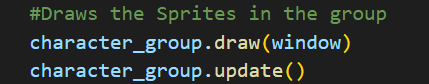 #Draws the Sprites in the group
character_group.draw(window)
character_group.update()